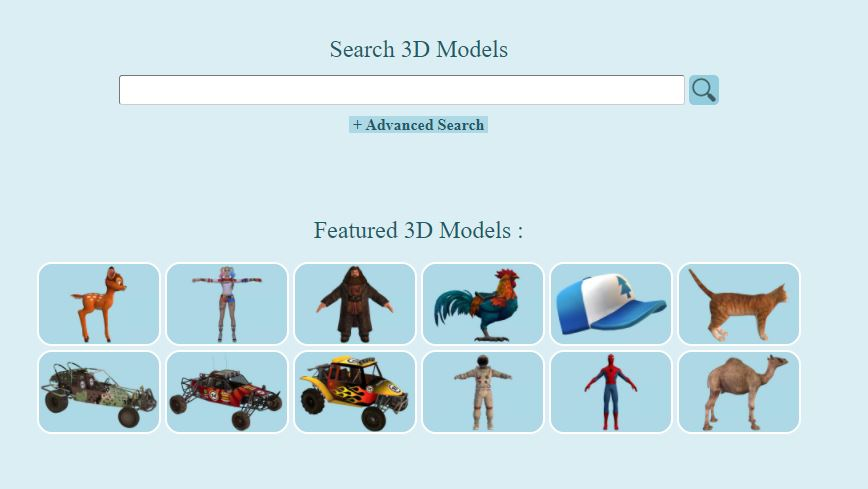 Search 3D Models
+ Advanced Search
Featured 3D Models :